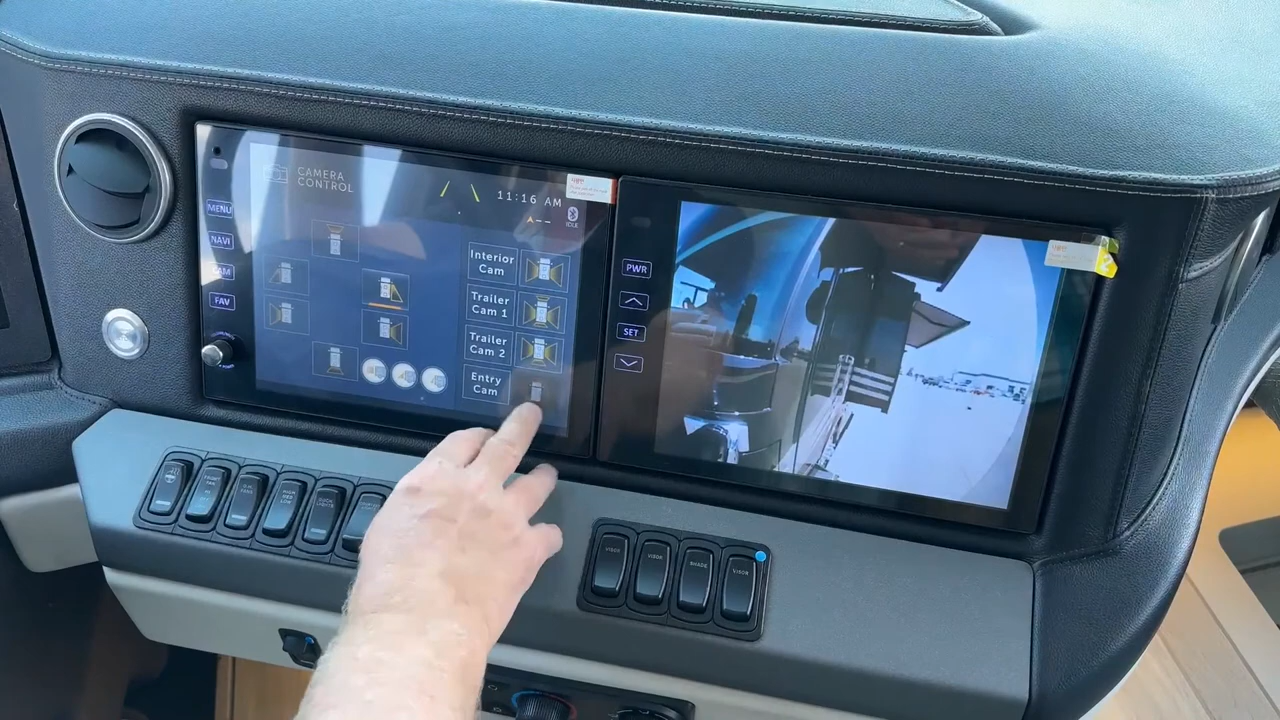 CAMERA
CONTROL
11:16 AM
IDLE
MENU
NAVI
CAM
FAV
Interior
Cam
Trailer
Cam 1
Trailer
Cam 2
Entry
Cam
PWR
SET
VISOR
VISOR
SHADE
VISOR